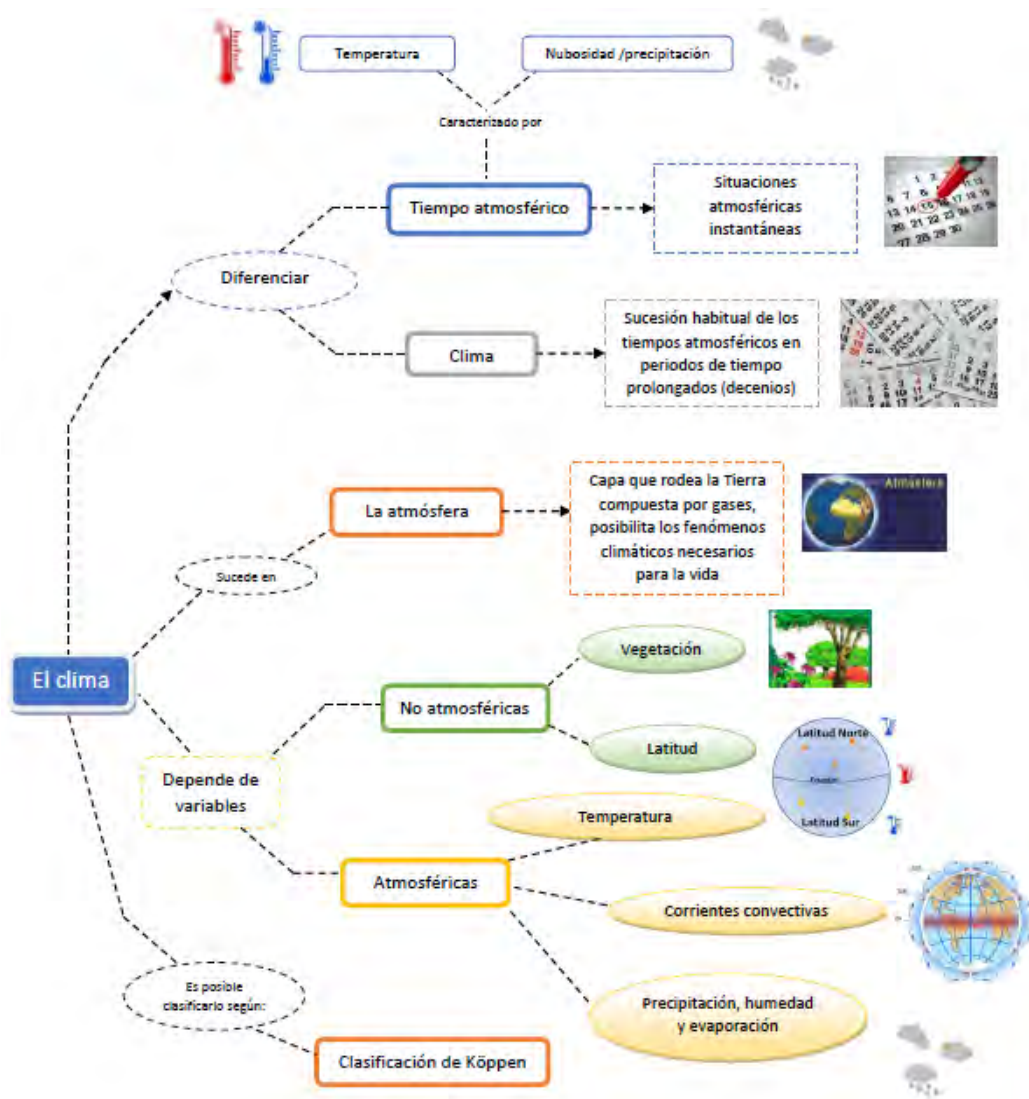 Temperatura
Nubosidad /precipitación
Caracterizado por
Tiempo atmosférico
Situaciones
atmosféricas
instantáneas
Diferenciar
Clima
Sucesión habitual de los
tiempos atmosféricos en
periodos de tiempo
prolongados (decenios)
La atmósfera
Capa que rodea la Tierra
compuesta por gases,
posibilita los fenómenos
climáticos necesarios
para la vida
Atmósfera
Sucede en
El clima
Vegetación
No atmosféricas
Latitud
Latitud Norte
Latitud Sur
Depende de
variables
Temperatura
Atmosféricas
Corrientes convectivas
Precipitación, humedad
y evaporación
Es posible
clasificarlo según:
Clasificación de Köppen